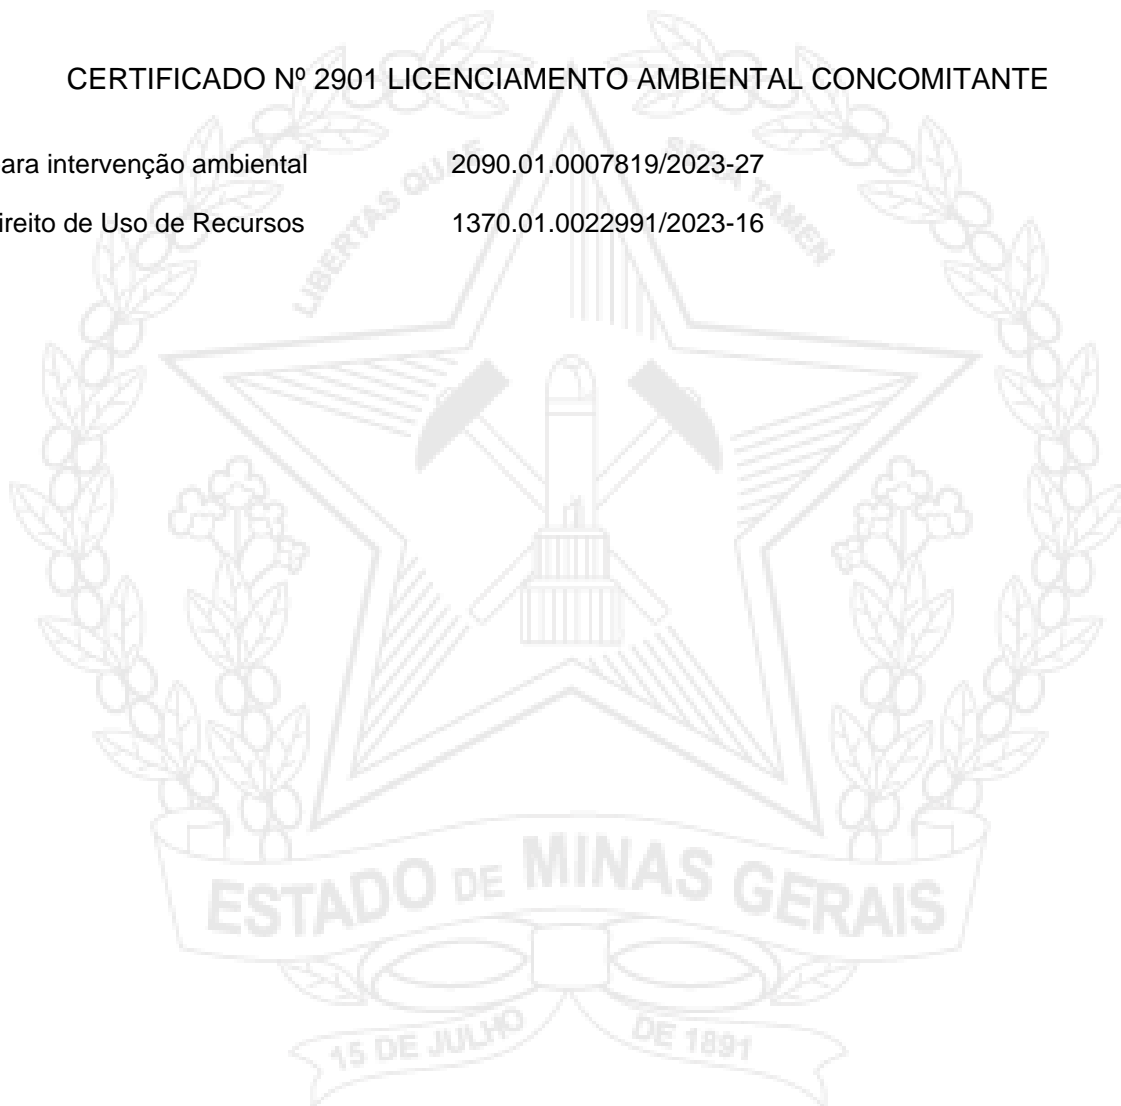 CERTIFICADO Nº 2901 LICENCIAMENTO AMBIENTAL CONCOMITANTE
ara intervenção ambiental 2090.01.0007819/2023-27
ireito de Uso de Recursos 1370.01.0022991/2023-16
LIBERTAS QUÆ SERA TAMEN
ESTADO DE MINAS GERAIS
15 DE JULHO DE 1891